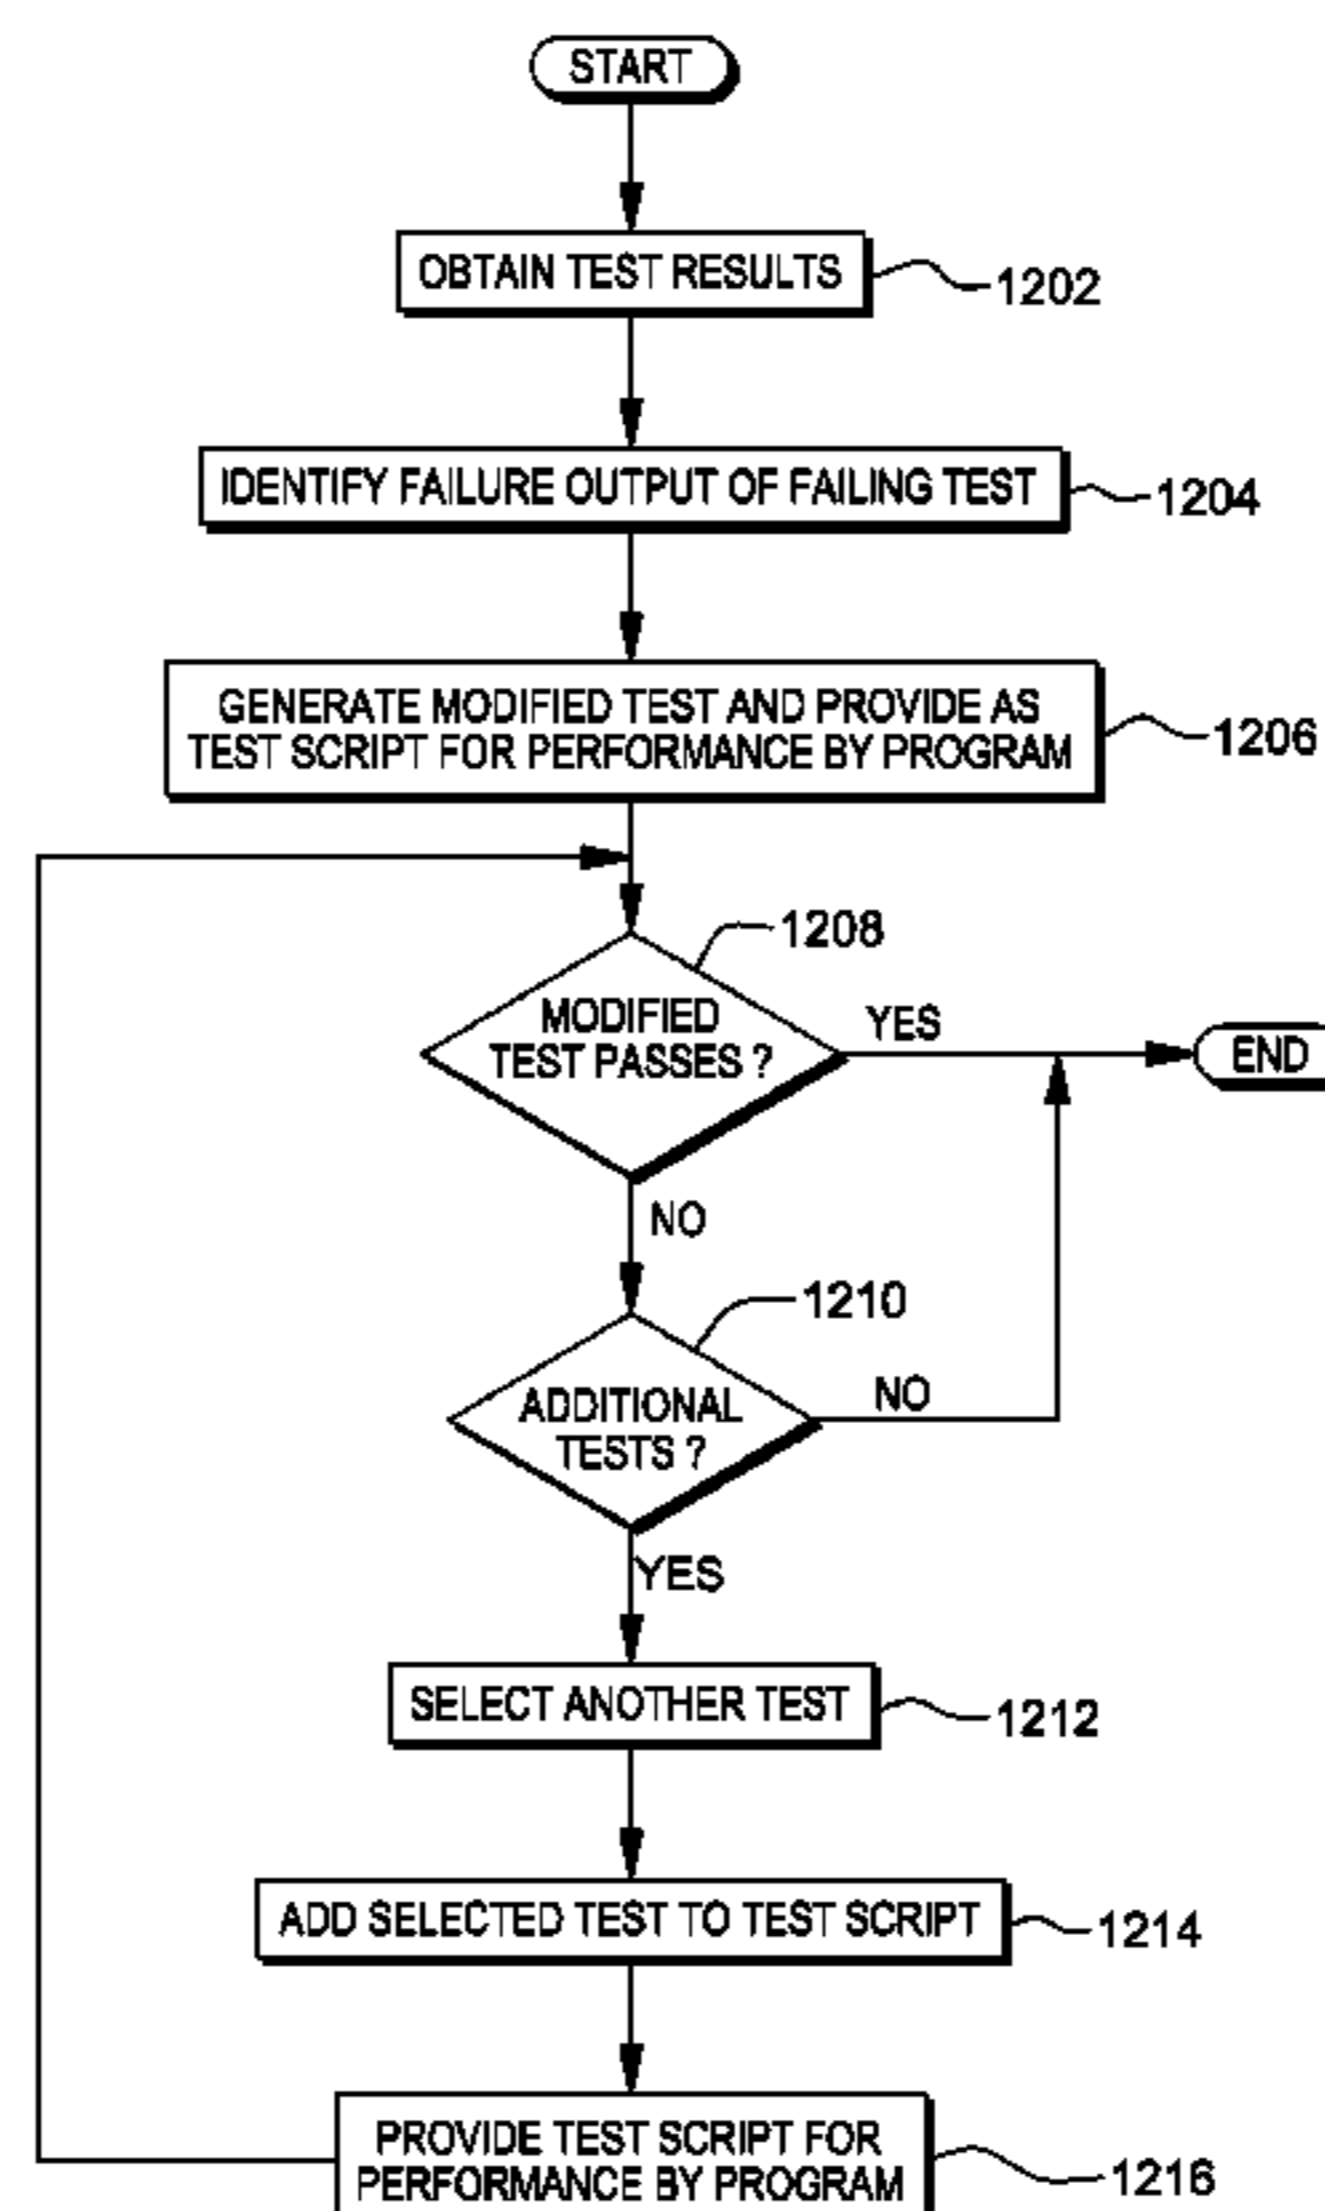 START
OBTAIN TEST RESULTS
1202
IDENTIFY FAILURE OUTPUT OF FAILING TEST
1204
GENERATE MODIFIED TEST AND PROVIDE AS
TEST SCRIPT FOR PERFORMANCE BY PROGRAM
1206
1208
MODIFIED
TEST PASSES ?
YES
END
NO
1210
ADDITIONAL
TESTS ?
NO
YES
SELECT ANOTHER TEST
1212
ADD SELECTED TEST TO TEST SCRIPT
1214
PROVIDE TEST SCRIPT FOR
PERFORMANCE BY PROGRAM
1216